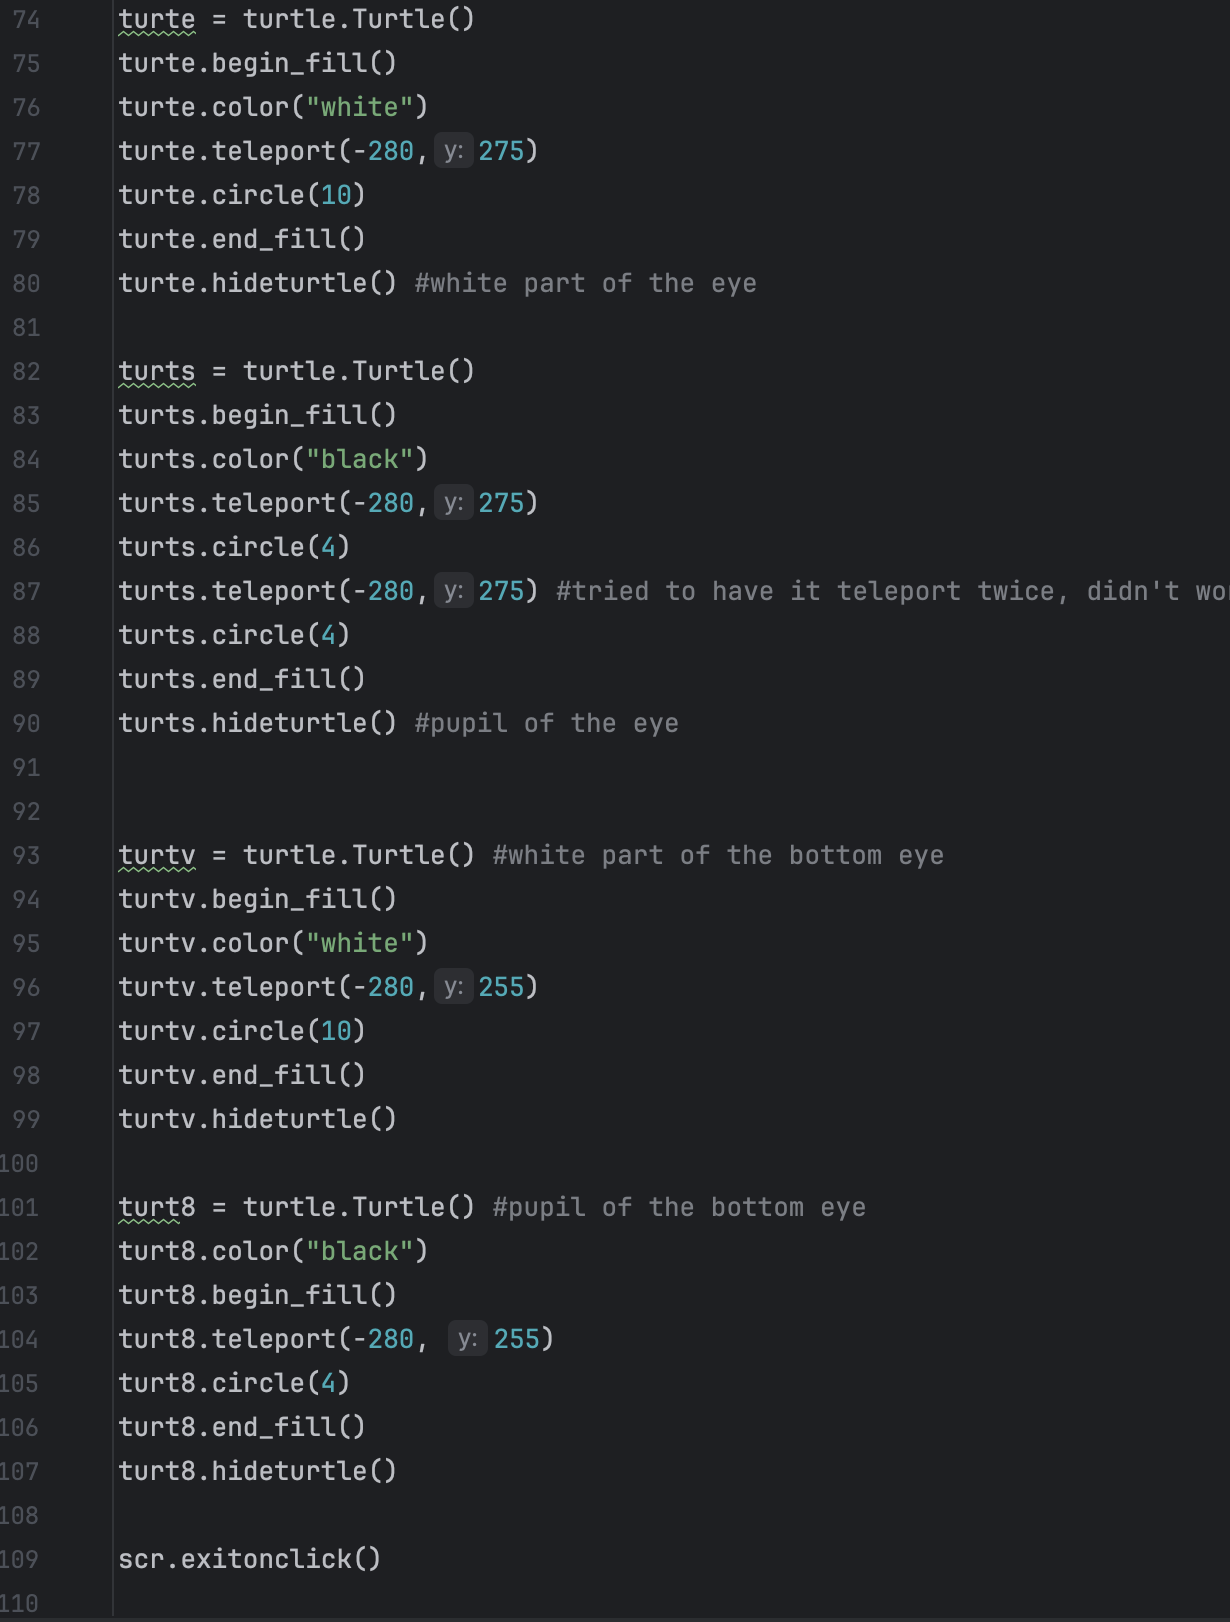 74 turte = turtle.Turtle()
75 turte.begin_fill()
76 turte.color("white")
77 turte.teleport(-280, y: 275)
78 turte.circle(10)
79 turte.end_fill()
80 turte.hideturtle() #white part of the eye
81
82 turts = turtle.Turtle()
83 turts.begin_fill()
84 turts.color("black")
85 turts.teleport(-280, y: 275)
86 turts.circle(4)
87 turts.teleport(-280, y: 275) #tried to have it teleport twice, didn't
88 turts.circle(4)
89 turts.end_fill()
90 turts.hideturtle() #pupil of the eye
91
92
93 turtv = turtle.Turtle() #white part of the bottom eye
94 turtv.begin_fill()
95 turtv.color("white")
96 turtv.teleport(-280, y: 255)
97 turtv.circle(10)
98 turtv.end_fill()
99 turtv.hideturtle()
100
101 turt8 = turtle.Turtle() #pupil of the bottom eye
102 turt8.color("black")
103 turt8.begin_fill()
104 turt8.teleport(-280, y: 255)
105 turt8.circle(4)
106 turt8.end_fill()
107 turt8.hideturtle()
108
109 scr.exitonclick()
110